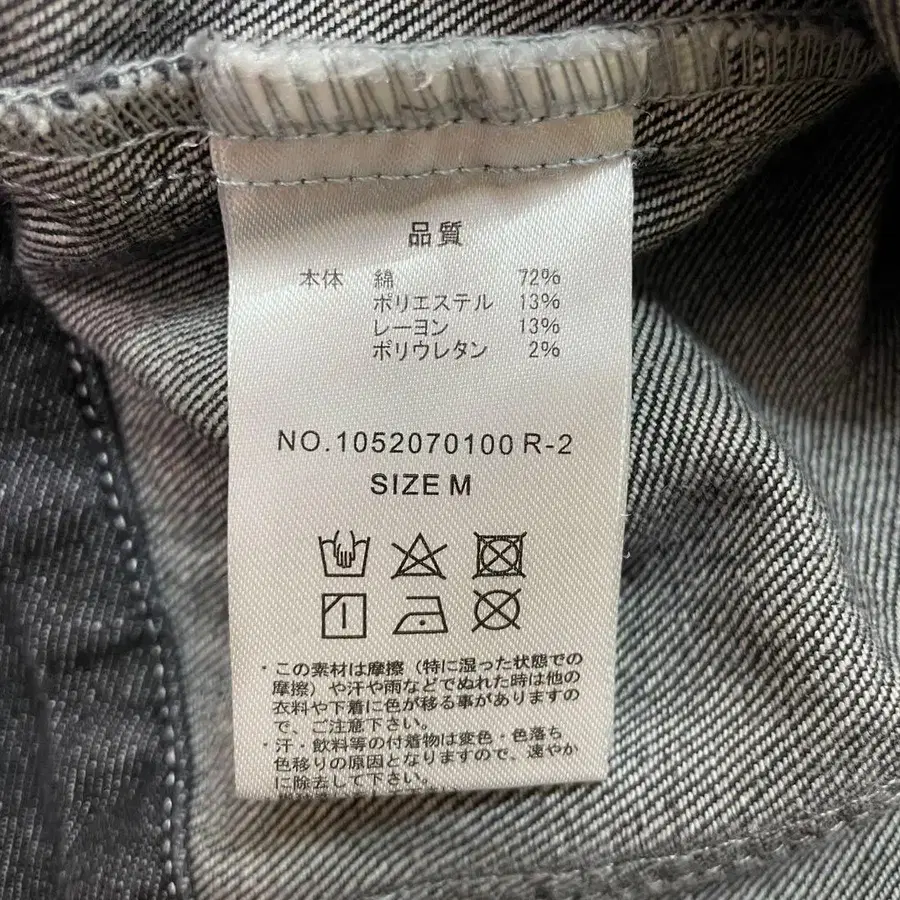 品質
本体 綿 72%
ポリエステル 13%
レーヨン 13%
ポリウレタン 2%
NO.1052070100 R-2
SIZE M
・この素材は摩擦（特に湿った状態での
摩擦）や汗や雨などでぬれた時は他の
衣料や下着に色が移る事がありますの
で、ご注意下さい。
・汗・飲料等の付着物は変色・色落ち
色移りの原因となりますので、速やか
に除去して下さい。